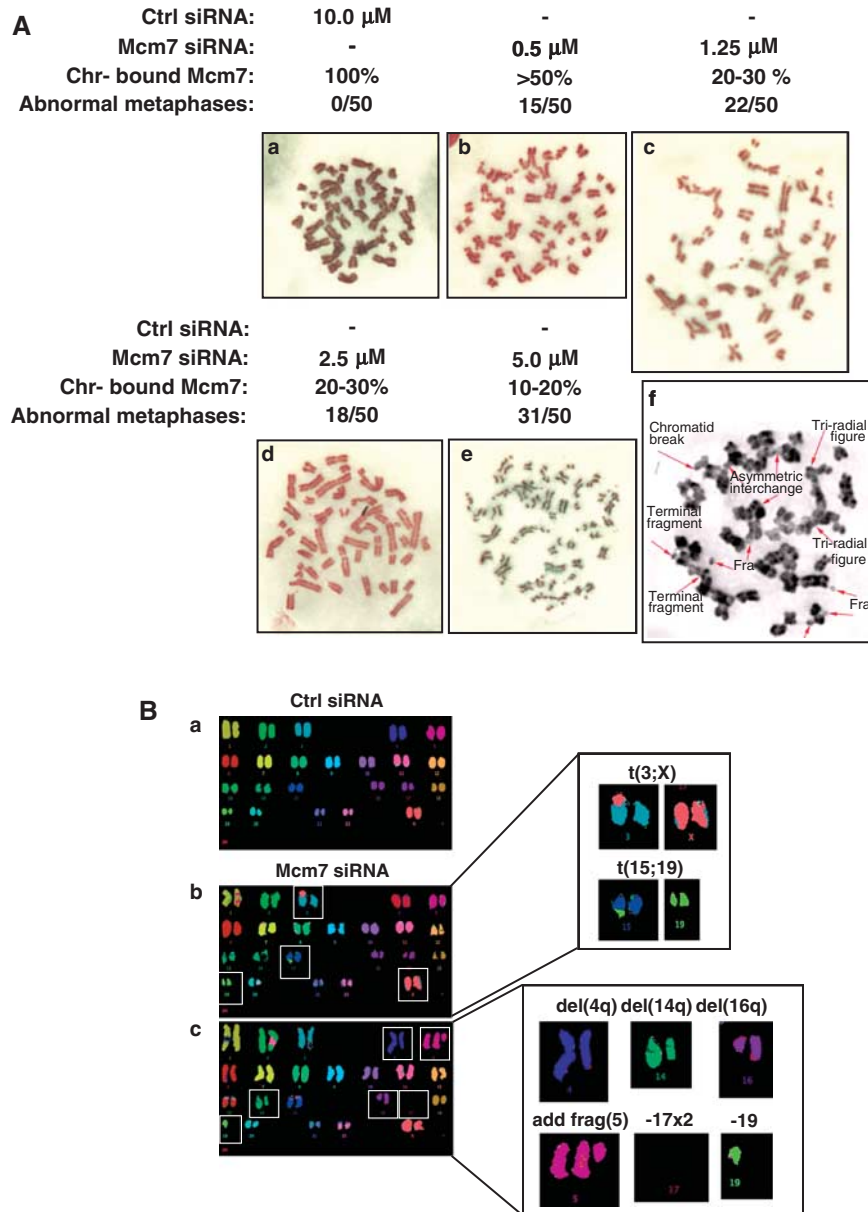 A
Ctrl siRNA: 10.0 μM - -
Mcm7 siRNA: - 0.5 μM 1.25 μM
Chr- bound Mcm7: 100% >50% 20-30 %
Abnormal metaphases: 0/50 15/50 22/50
a b c
Ctrl siRNA: - -
Mcm7 siRNA: 2.5 μM 5.0 μM
Chr- bound Mcm7: 20-30% 10-20%
Abnormal metaphases: 18/50 31/50
d e f
Chromatid break
Tri-radial figure
Asymmetric interchange
Terminal fragment
Tri-radial figure
Fra
Terminal fragment
Fra
B
Ctrl siRNA
a
Mcm7 siRNA
b
c
t(3;X)
3 X
t(15;19)
15 19
del(4q) del(14q) del(16q)
4 14 16
add frag(5) -17x2 -19
5 17 19